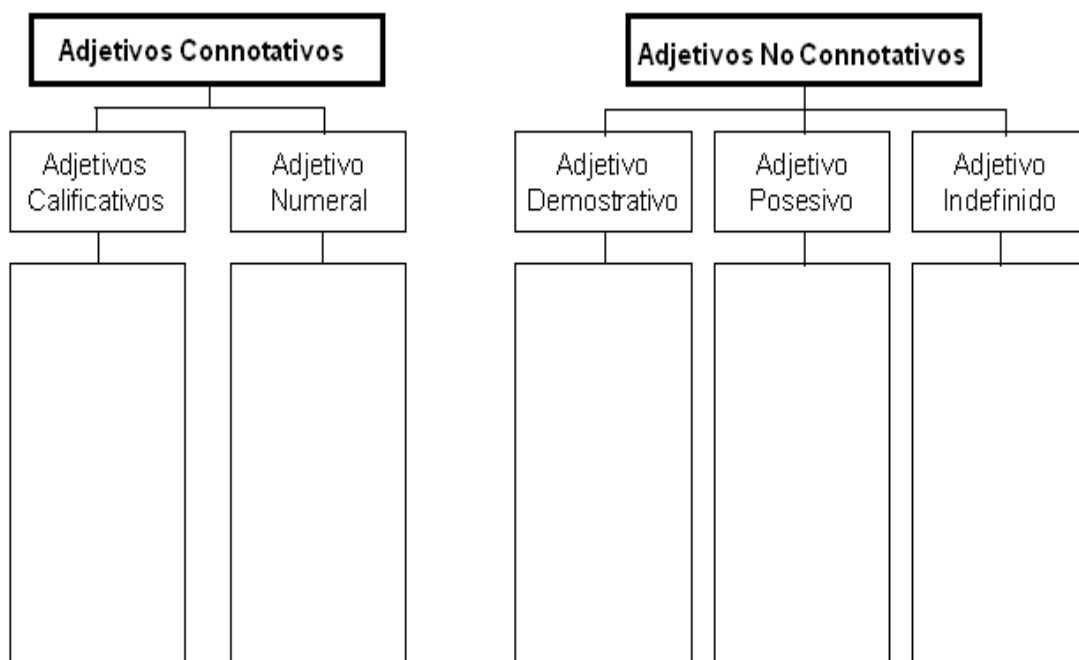 Adjetivos Connotativos
Adjetivos No Connotativos
Adjetivos
Calificativos
Adjetivo
Numeral
Adjetivo
Demostrativo
Adjetivo
Posesivo
Adjetivo
Indefinido